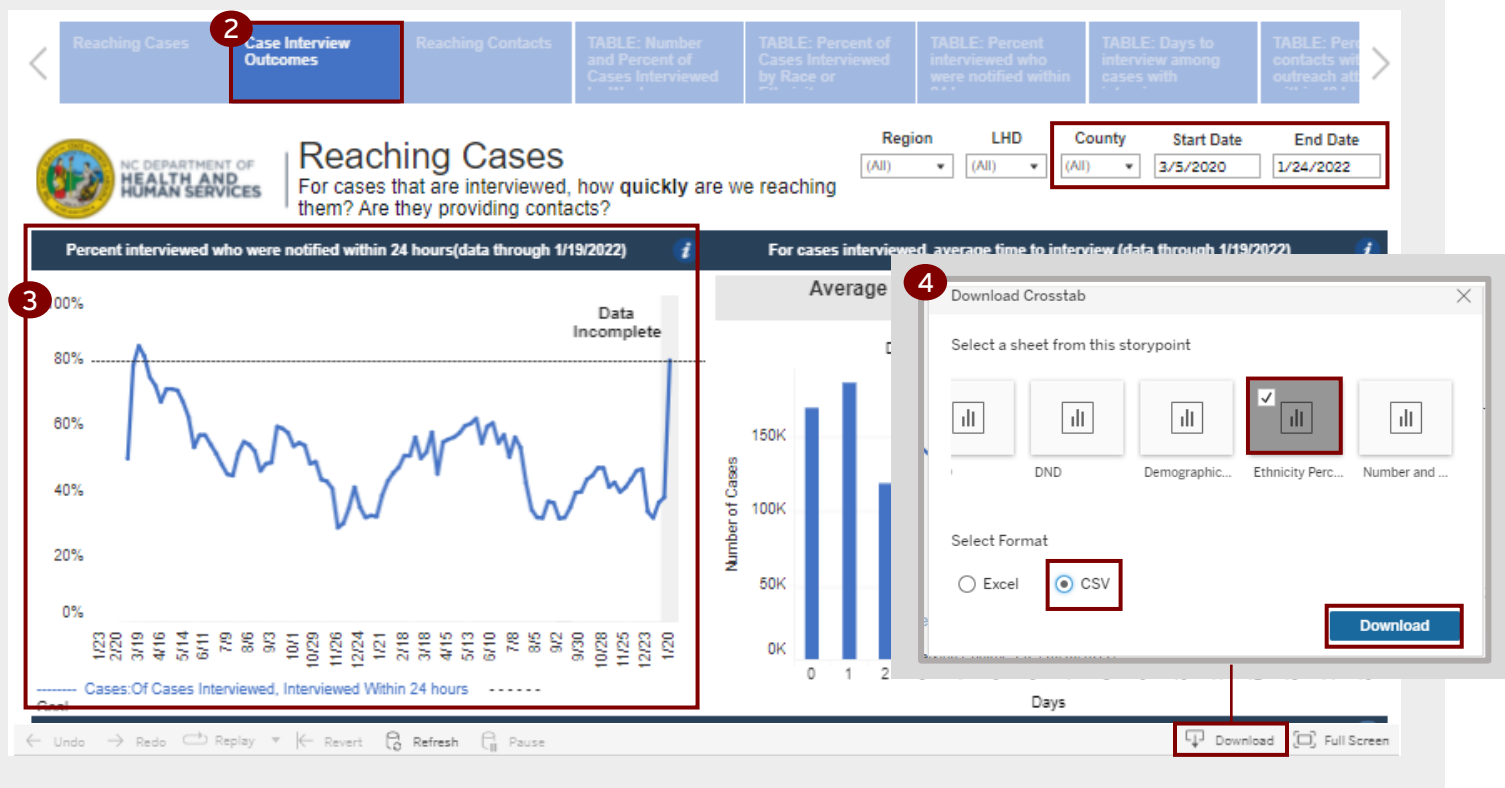 2
Reaching Cases
Case Interview
Outcomes
Reaching Contacts
TABLE: Number
and Percent of
Cases Interviewed
TABLE: Percent of
Cases Interviewed
by Race or
TABLE: Percent
interviewed who
were notified within
TABLE: Days to
interview among
cases with
TABLE:
contacts
outreach
NC DEPARTMENT OF
HEALTH AND
HUMAN SERVICES
Reaching Cases
For cases that are interviewed, how quickly are we reaching
them? Are they providing contacts?
Region
(All)
LHD
(All)
County
(All)
Start Date
3/5/2020
End Date
1/24/2022
Percent interviewed who were notified within 24 hours(data through 1/19/2022)
i
For cases interviewed, average time to interview (data through 1/19/2022)
i
3
100%
80%
60%
40%
20%
0%
Data
Incomplete
1/23
2/20
3/19
4/16
5/14
6/11
7/9
8/6
9/3
10/1
10/29
11/26
12/24
1/21
2/18
3/18
4/15
5/13
6/10
7/8
8/5
9/2
9/30
10/28
11/25
12/23
1/20
------- Cases:Of Cases Interviewed, Interviewed Within 24 hours ------
Goal
Average
Number of Cases
150K
100K
50K
0K
0 1 2
Days
4
Download Crosstab
Select a sheet from this storypoint
DND
Demographic...
Ethnicity Perc...
Number and ...
Select Format
Excel
CSV
Download
Undo
Redo
Replay
Revert
Refresh
Pause
Download
Full Screen